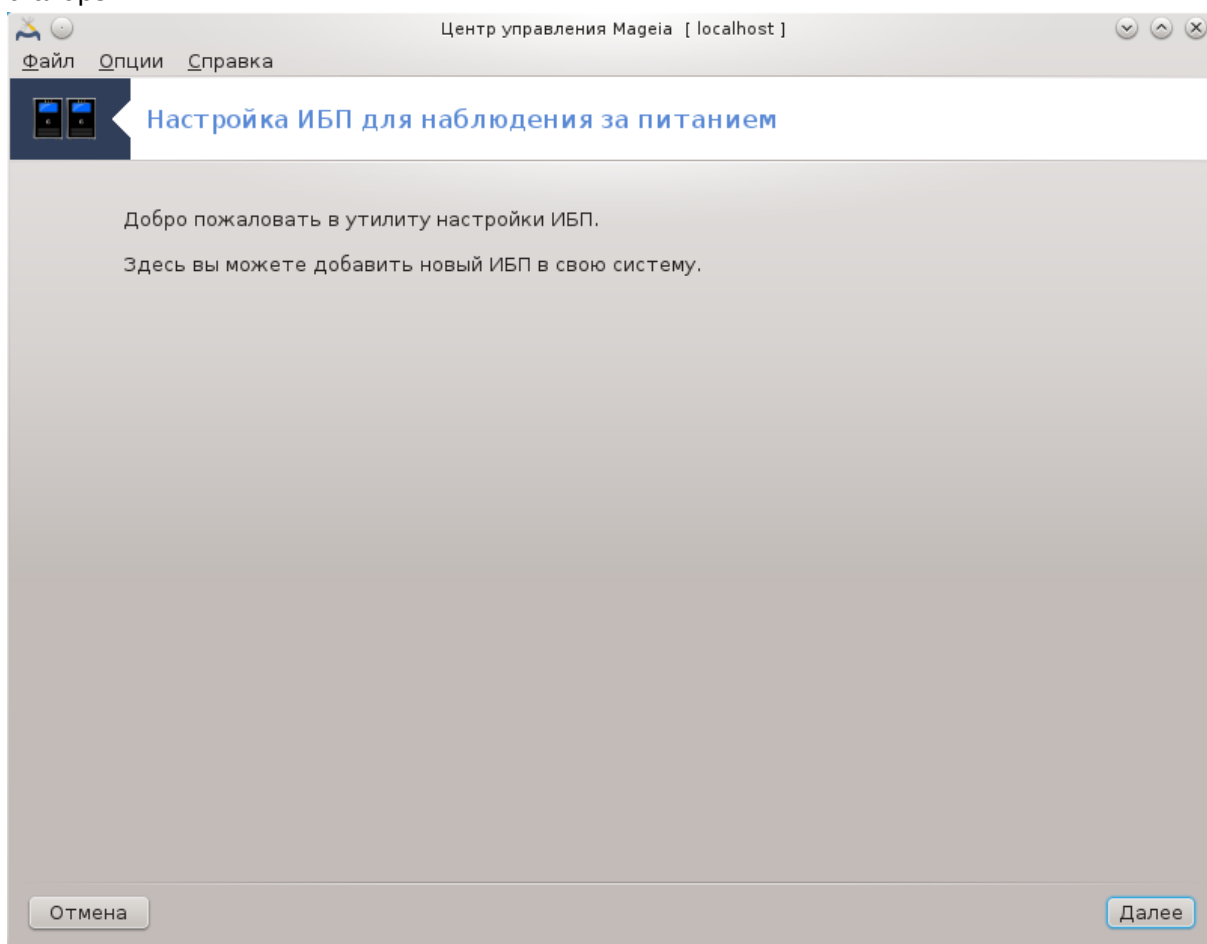 Центр управления Mageia [ localhost ]
Файл Опции Справка
Настройка ИБП для наблюдения за питанием
Добро пожаловать в утилиту настройки ИБП.
Здесь вы можете добавить новый ИБП в свою систему.
Отмена Далее